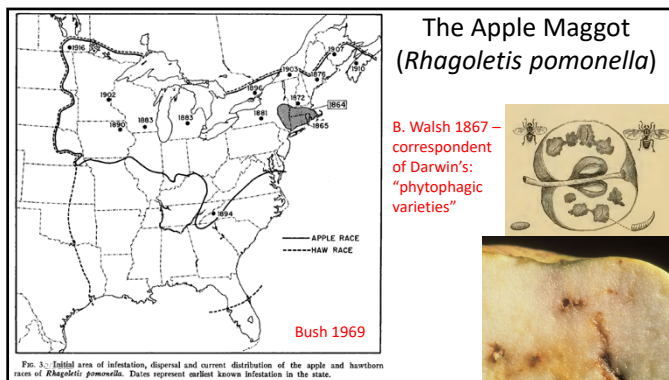 The Apple Maggot
(Rhagoletis pomonella)
1916
1907
1910
1903
1876
1896
1902
1872
1864
1890
1883
1883
1881
1865
1894
APPLE RACE
HAW RACE
Bush 1969
B. Walsh 1867 –
correspondent
of Darwin's:
"phytophagic
varieties"
FIG. 3. Initial area of infestation, dispersal and current distribution of the apple and hawthorn
races of Rhagoletis pomonella. Dates represent earliest known infestation in the state.